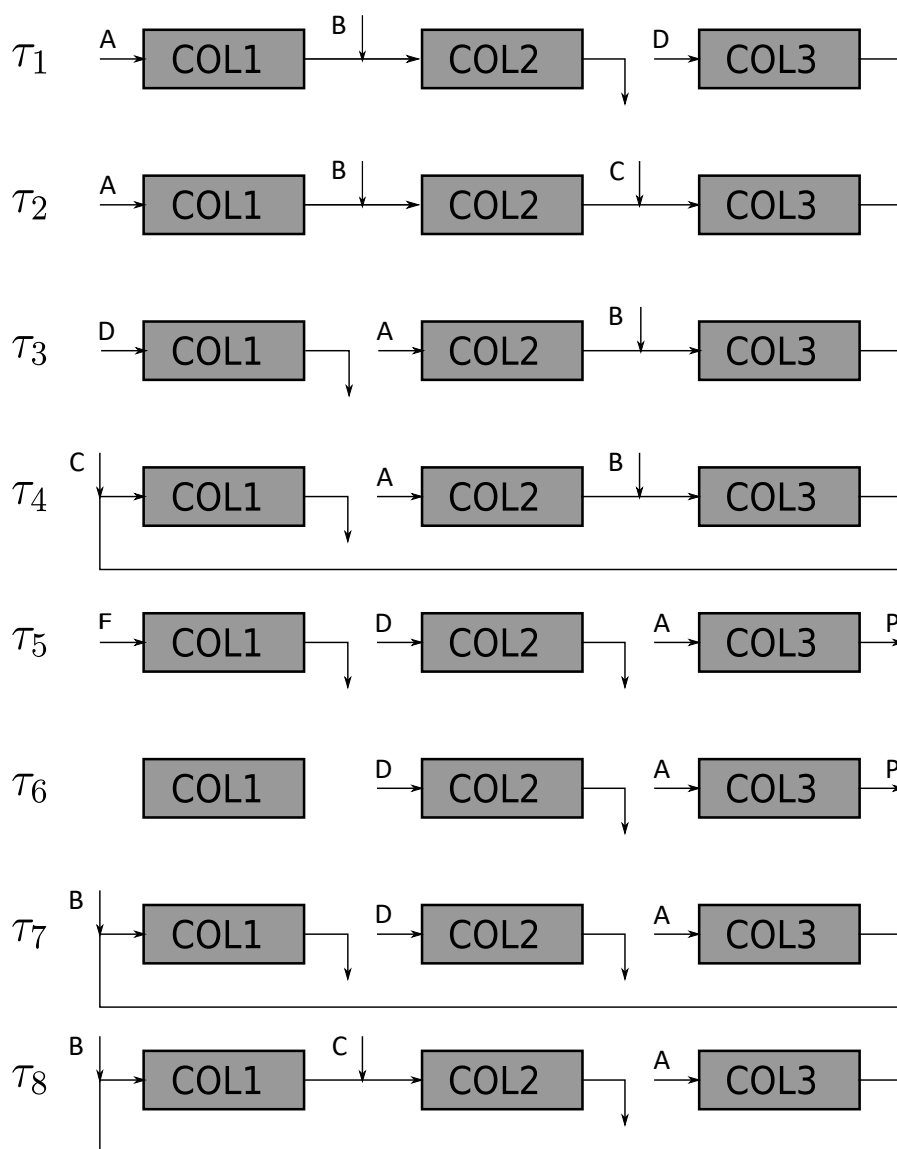 τ1 A COL1 B COL2 D COL3
τ2 A COL1 B COL2 C COL3
τ3 D COL1 A COL2 B COL3
τ4 C COL1 A COL2 B COL3
τ5 F COL1 D COL2 A COL3 P
τ6 COL1 D COL2 A COL3 P
τ7 B COL1 D COL2 A COL3
τ8 B COL1 C COL2 A COL3